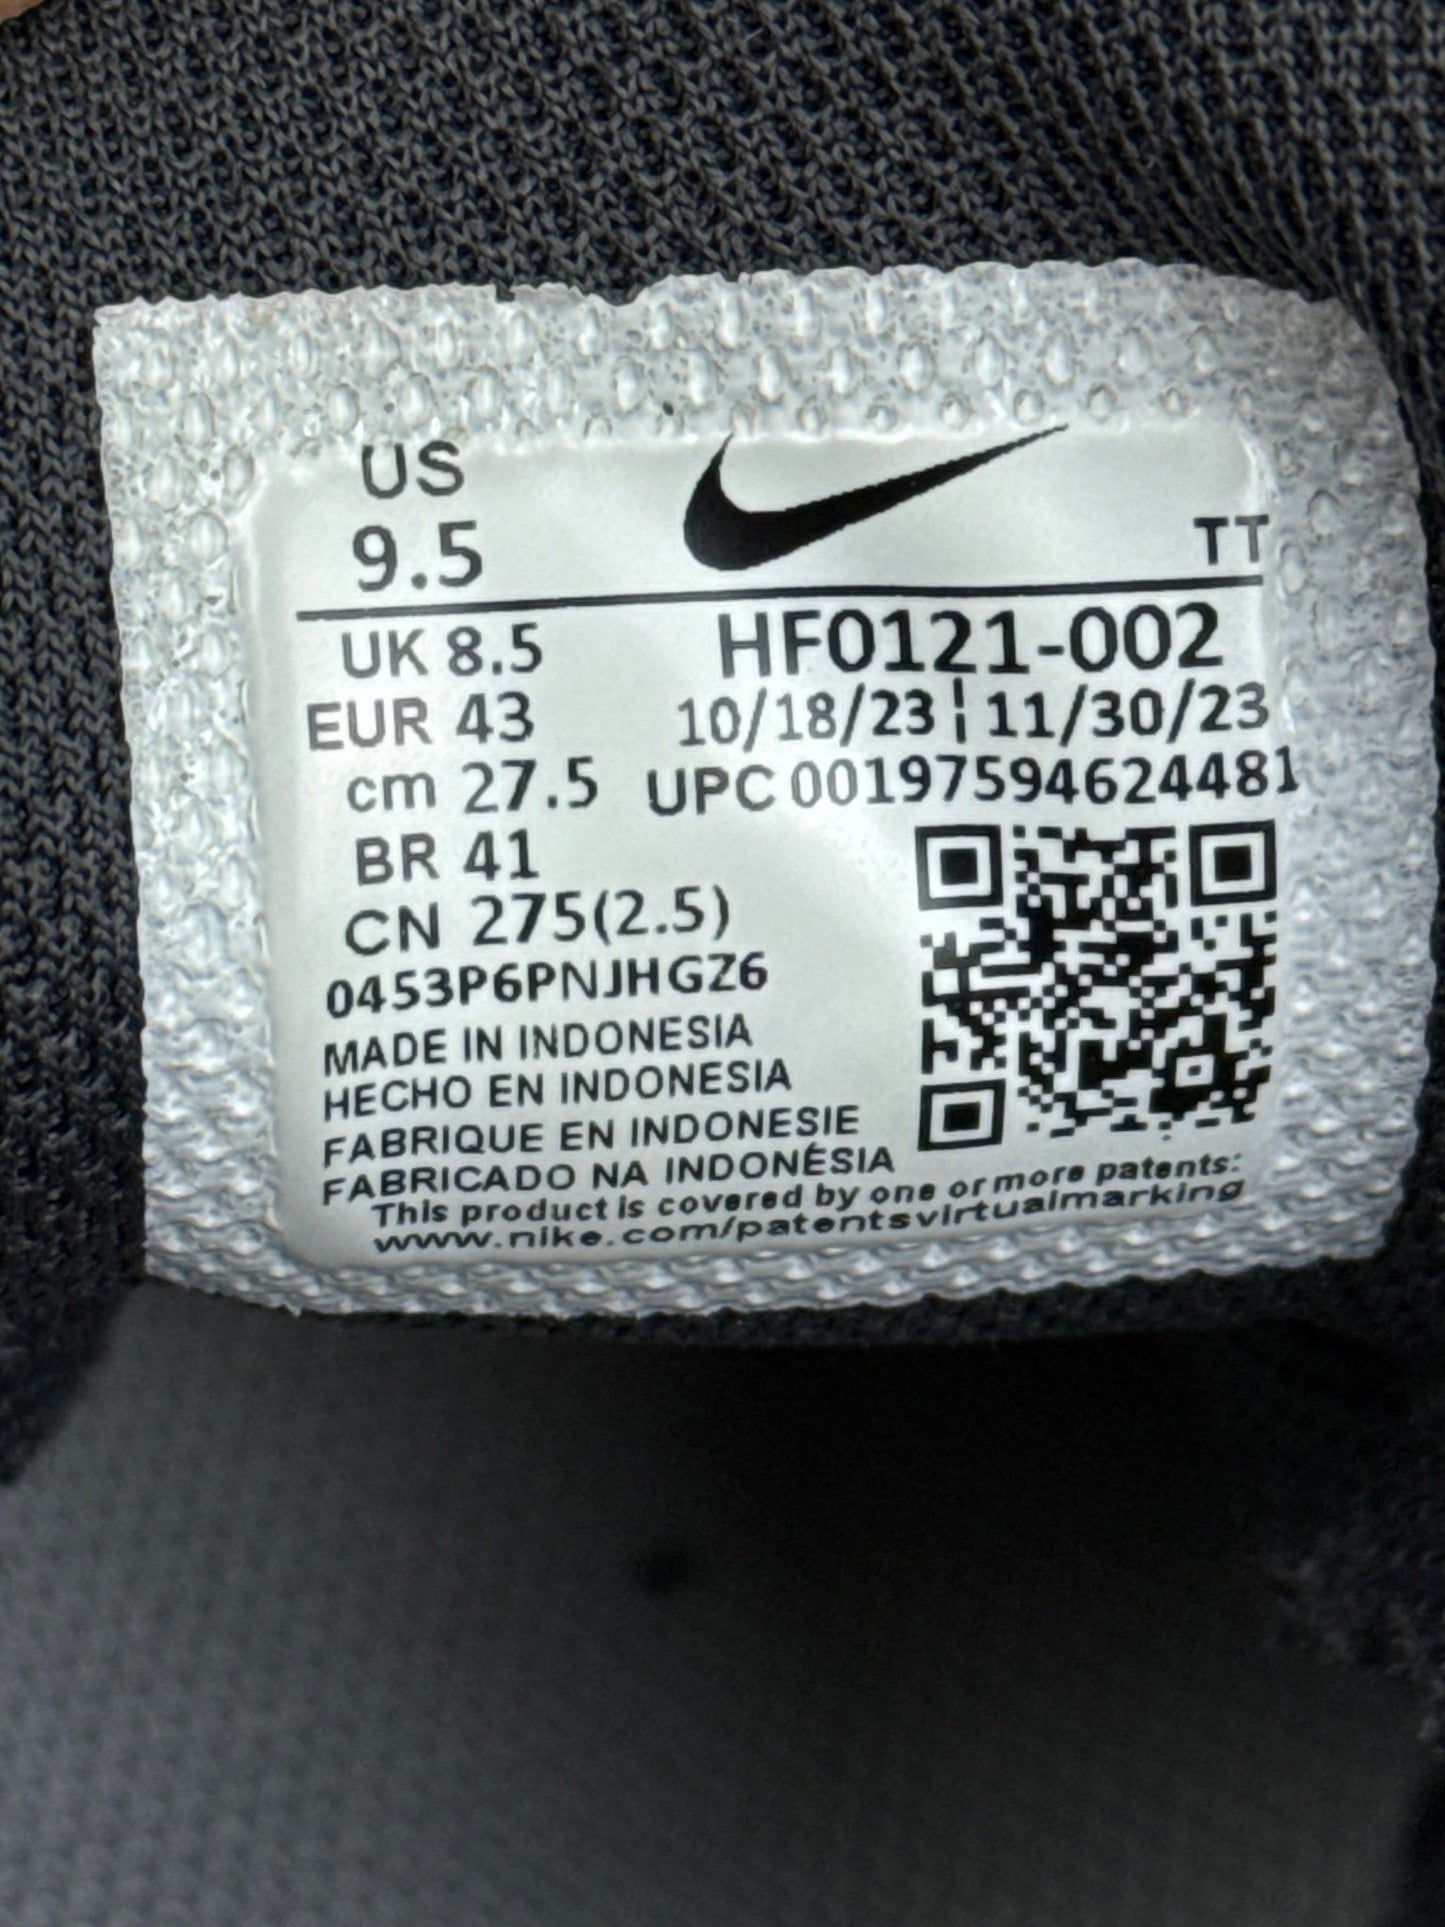 US
9.5
TT
UK 8.5
HF0121-002
EUR 43
10/18/23 ¦ 11/30/23
cm 27.5
UPC 00197594624481
BR 41
CN 275(2.5)
0453P6PNJHGZ6
MADE IN INDONESIA
HECHO EN INDONESIA
FABRIQUE EN INDONESIE
FABRICADO NA INDONÉSIA
This product is covered by one or more patents:
www.nike.com/patentsvirtualmarking